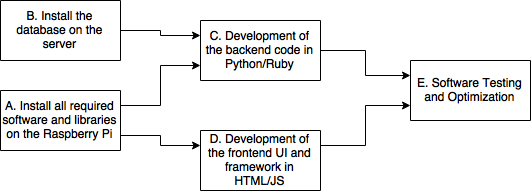 B. Install the
database on the
server
C. Development of
the backend code in
Python/Ruby
E. Software Testing
and Optimization
A. Install all required
software and libraries
on the Raspberry Pi
D. Development of
the frontend UI and
framework in
HTML/JS